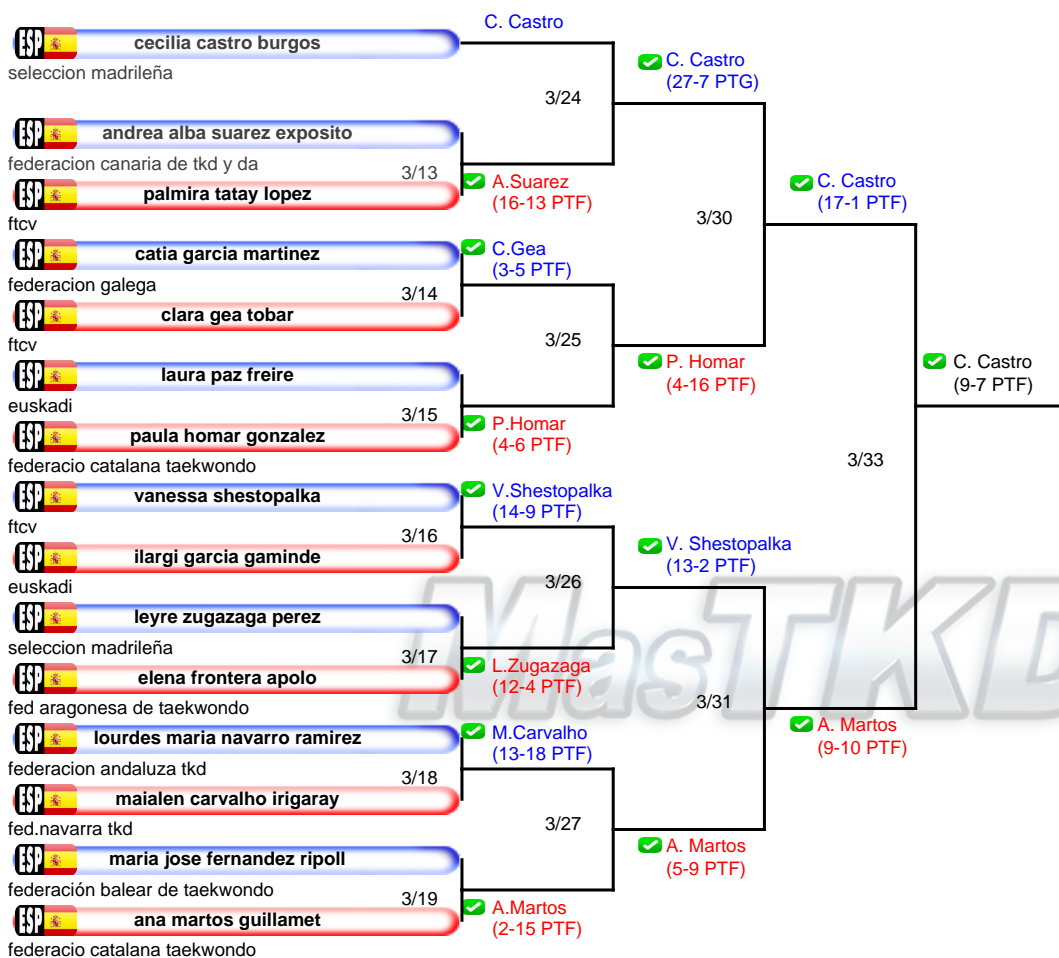 ESP cecilia castro burgos
seleccion madrileña
ESP andrea alba suarez exposito
federacion canaria de tkd y da
ESP palmira tatay lopez
ftcv
ESP catia garcia martinez
federacion galega
ESP clara gea tobar
ftcv
ESP laura paz freire
euskadi
ESP paula homar gonzalez
federacio catalana taekwondo
ESP vanessa shestopalka
ftcv
ESP ilargi garcia gaminde
euskadi
ESP leyre zugazaga perez
seleccion madrileña
ESP elena frontera apolo
fed aragonesa de taekwondo
ESP lourdes maria navarro ramirez
federacion andaluza tkd
ESP maialen carvalho irigaray
fed.navarra tkd
ESP maria jose fernandez ripoll
federación balear de taekwondo
ESP ana martos guillamet
federacio catalana taekwondo
3/13
3/14
3/15
3/16
3/17
3/18
3/19
C. Castro
A.Suarez
(16-13 PTF)
C.Gea
(3-5 PTF)
P.Homar
(4-6 PTF)
V.Shestopalka
(14-9 PTF)
L.Zugazaga
(12-4 PTF)
M.Carvalho
(13-18 PTF)
A.Martos
(2-15 PTF)
3/24
3/25
3/26
3/27
C. Castro
(27-7 PTG)
P. Homar
(4-16 PTF)
V. Shestopalka
(13-2 PTF)
A. Martos
(5-9 PTF)
3/30
3/31
C. Castro
(17-1 PTF)
A. Martos
(9-10 PTF)
3/33
C. Castro
(9-7 PTF)
MasTKD